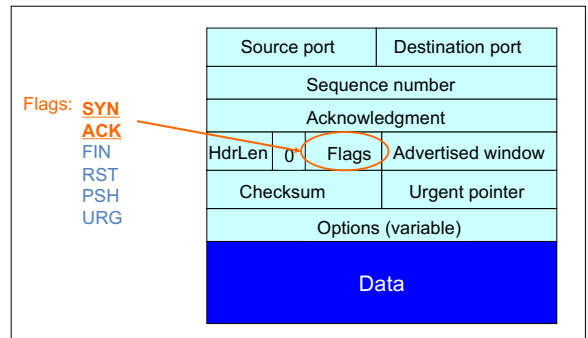 Source port Destination port
Sequence number
Flags: SYN
Acknowledgment
ACK
HdrLen 0 Flags Advertised window
FIN
RST
Checksum Urgent pointer
PSH
URG
Options (variable)
Data